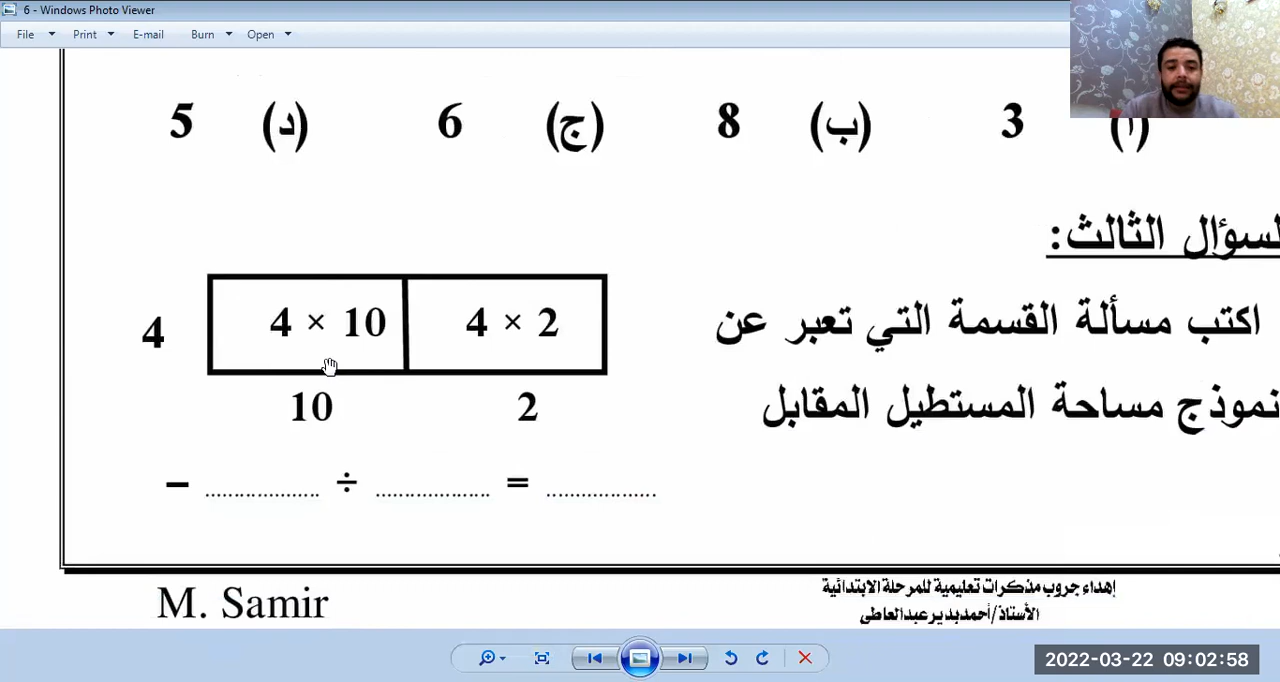 6 - Windows Photo Viewer
File Print E-mail Burn Open
(أ) 3 (ب) 8 (ج) 6 (د) 5
السؤال الثالث:
اكتب مسألة القسمة التي تعبر عن
نموذج مساحة المستطيل المقابل
4 4 × 10 4 × 2
10 2
– ................... ÷ ................... = ...................
M. Samir
إهداء جروب مذكرات تعليمية للمرحلة الابتدائية
الأستاذ/أحمد بدير عبدالعاطى
2022-03-22 09:02:58